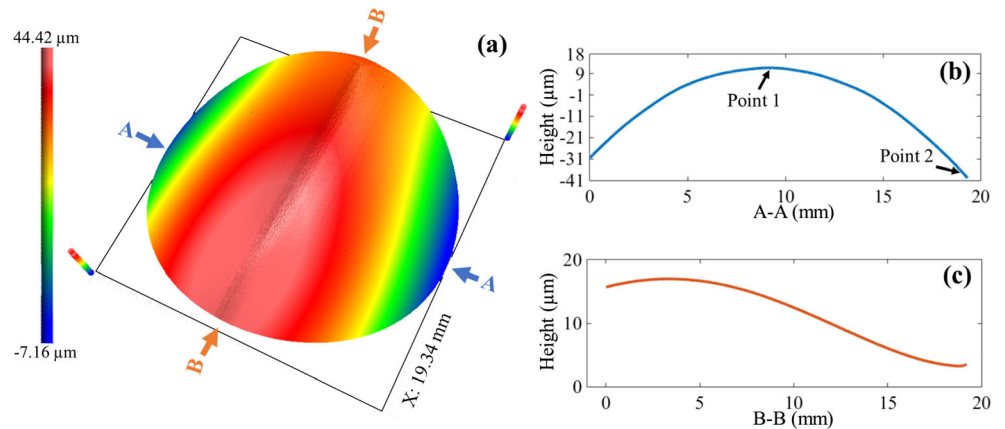 44.42 µm
-7.16 µm
(a)
B
A
A
B
X: 19.34 mm
(b)
Height (µm)
18
9
-1
-11
-21
-31
-41
Point 1
Point 2
0
5
10
15
20
A-A (mm)
(c)
Height (µm)
20
10
0
0
5
10
15
20
B-B (mm)